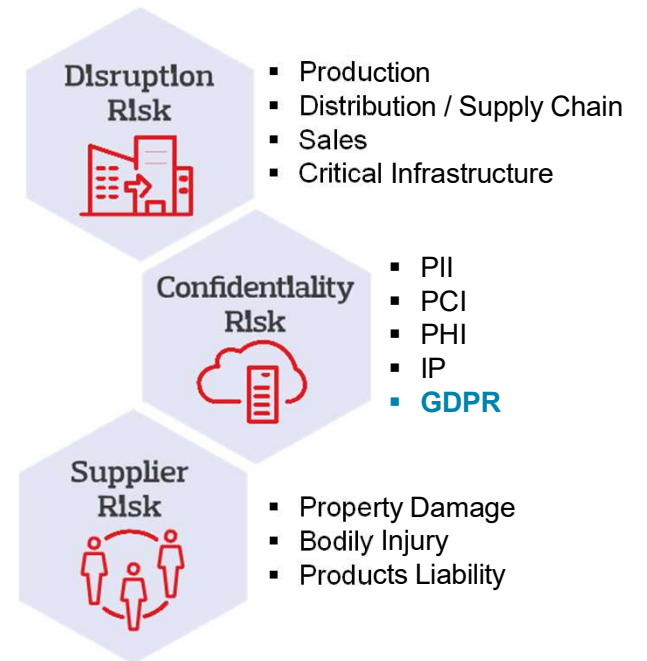 Disruption
Risk
▪ Production
▪ Distribution / Supply Chain
▪ Sales
▪ Critical Infrastructure
Confidentiality
Risk
▪ PII
▪ PCI
▪ PHI
▪ IP
▪ GDPR
Supplier
Risk
▪ Property Damage
▪ Bodily Injury
▪ Products Liability